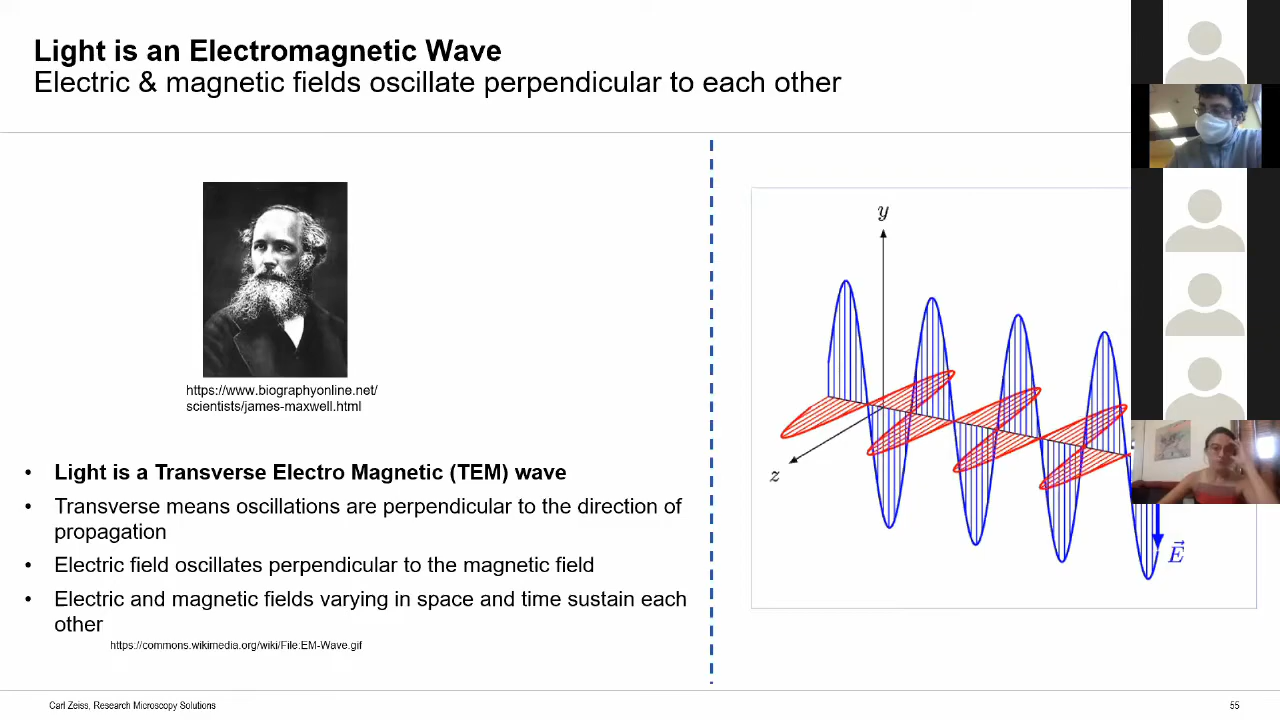 Light is an Electromagnetic Wave
Electric & magnetic fields oscillate perpendicular to each other
https://www.biographyonline.net/
scientists/james-maxwell.html
• Light is a Transverse Electro Magnetic (TEM) wave
• Transverse means oscillations are perpendicular to the direction of
propagation
• Electric field oscillates perpendicular to the magnetic field
• Electric and magnetic fields varying in space and time sustain each
other
https://commons.wikimedia.org/wiki/File:EM-Wave.gif
y
z
E⃗
Carl Zeiss, Research Microscopy Solutions
55